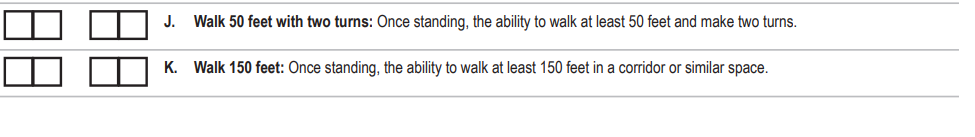 J. Walk 50 feet with two turns: Once standing, the ability to walk at least 50 feet and make two turns.
K. Walk 150 feet: Once standing, the ability to walk at least 150 feet in a corridor or similar space.